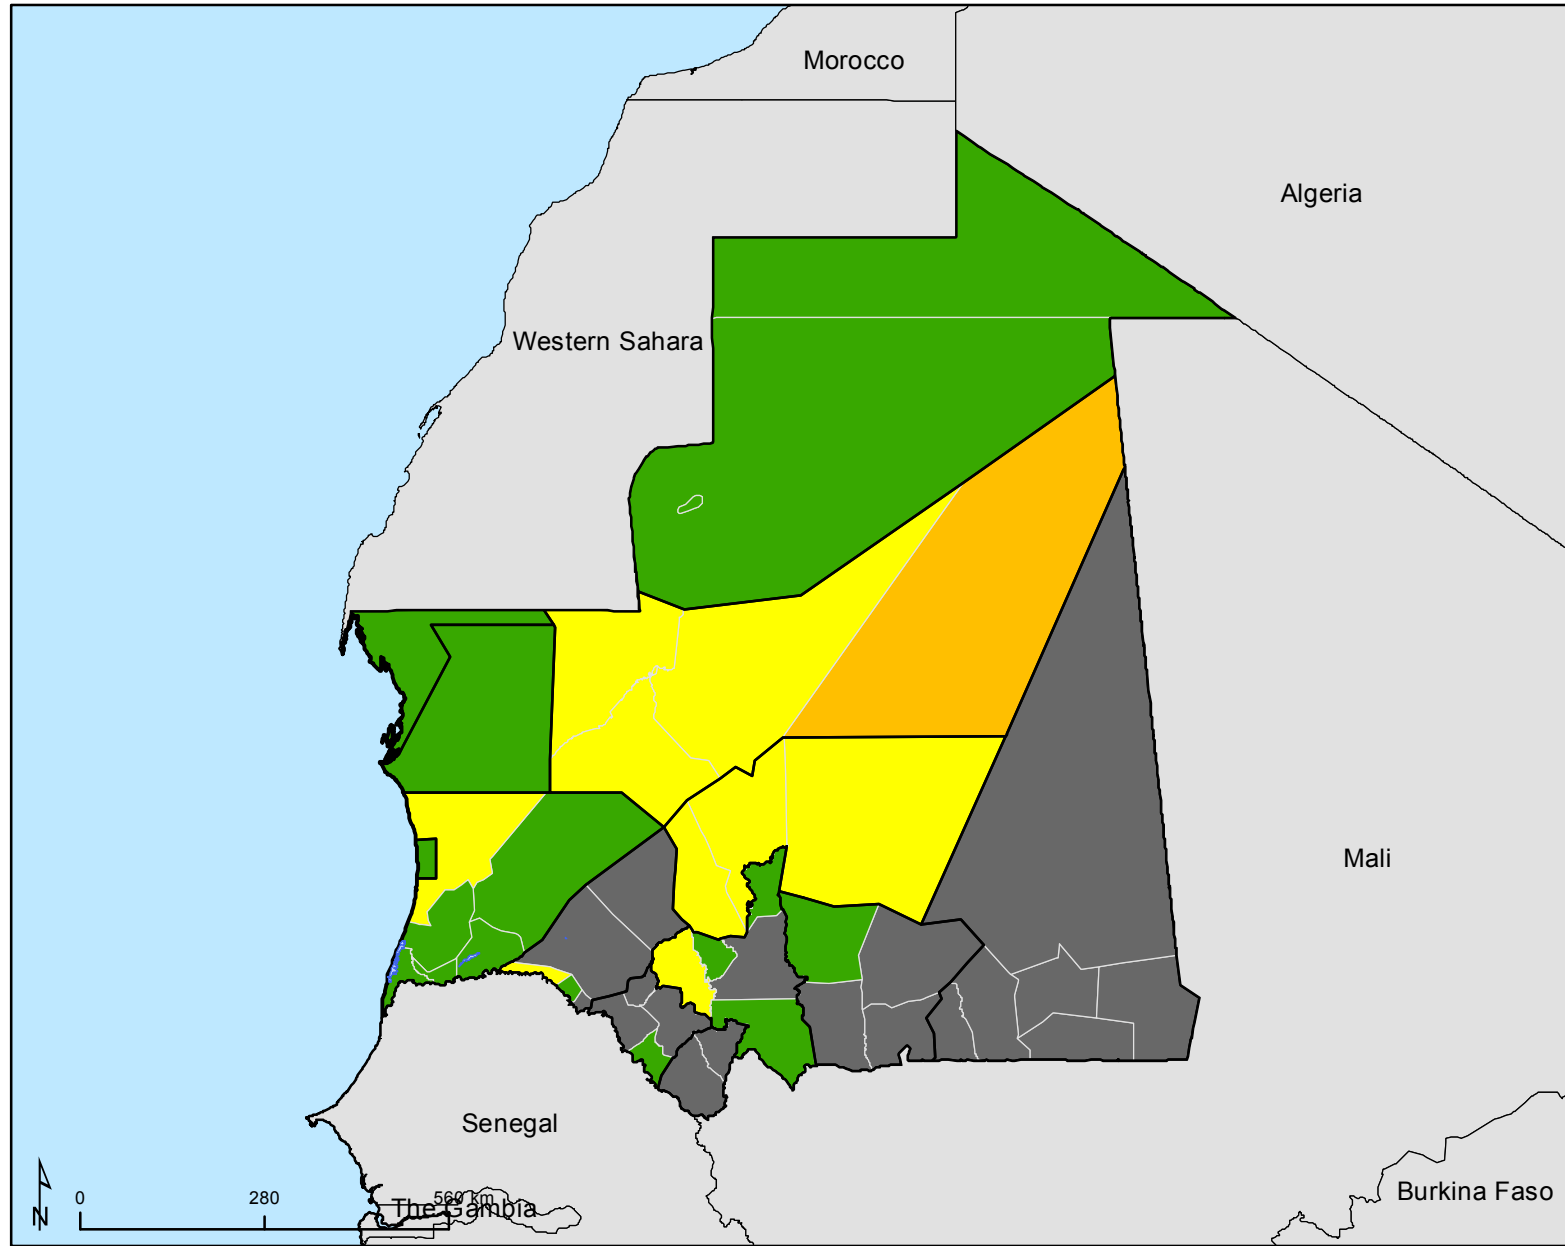 Morocco
Algeria
Western Sahara
Mali
Senegal
Burkina Faso
The Gambia
0 280 560 km
N